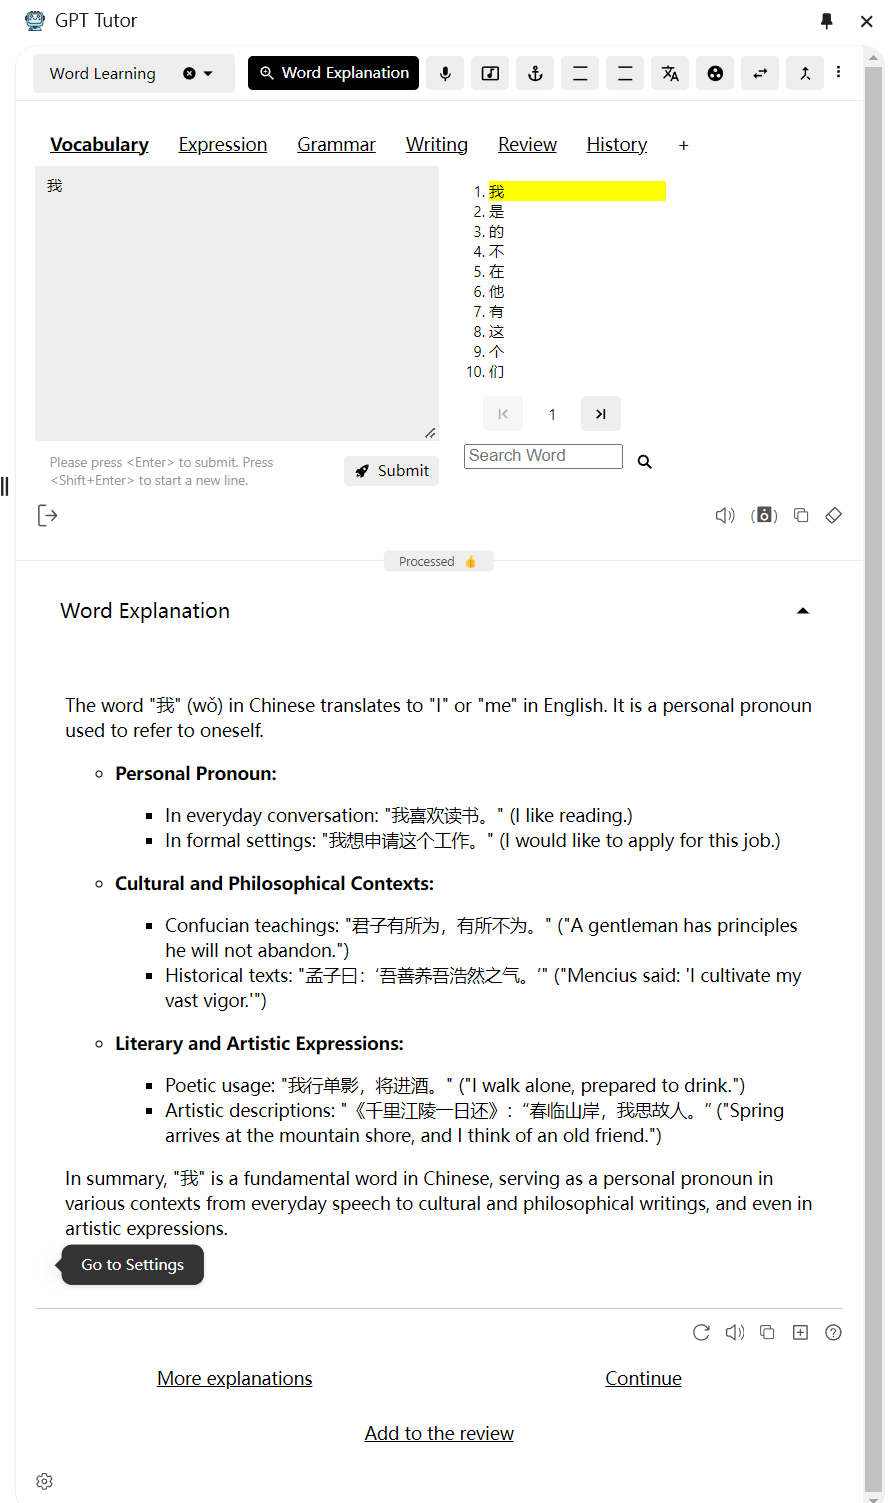 GPT Tutor
Word Learning
Word Explanation
Vocabulary Expression Grammar Writing Review History +
我
1. 我
2. 是
3. 的
4. 不
5. 在
6. 他
7. 有
8. 这
9. 个
10. 们
1
Search Word
Please press <Enter> to submit. Press
<Shift+Enter> to start a new line.
Submit
Processed 👍
Word Explanation
The word "我" (wǒ) in Chinese translates to "I" or "me" in English. It is a personal pronoun
used to refer to oneself.
Personal Pronoun:
In everyday conversation: "我喜欢读书。" (I like reading.)
In formal settings: "我想申请这个工作。" (I would like to apply for this job.)
Cultural and Philosophical Contexts:
Confucian teachings: "君子有所为，有所不为。" ("A gentleman has principles
he will not abandon.")
Historical texts: "孟子曰：‘吾善养吾浩然之气。’" ("Mencius said: 'I cultivate my
vast vigor.'")
Literary and Artistic Expressions:
Poetic usage: "我行单影，将进酒。" ("I walk alone, prepared to drink.")
Artistic descriptions: "《千里江陵一日还》：“春临山岸，我思故人。” ("Spring
arrives at the mountain shore, and I think of an old friend.")
In summary, "我" is a fundamental word in Chinese, serving as a personal pronoun in
various contexts from everyday speech to cultural and philosophical writings, and even in
artistic expressions.
Go to Settings
More explanations
Continue
Add to the review